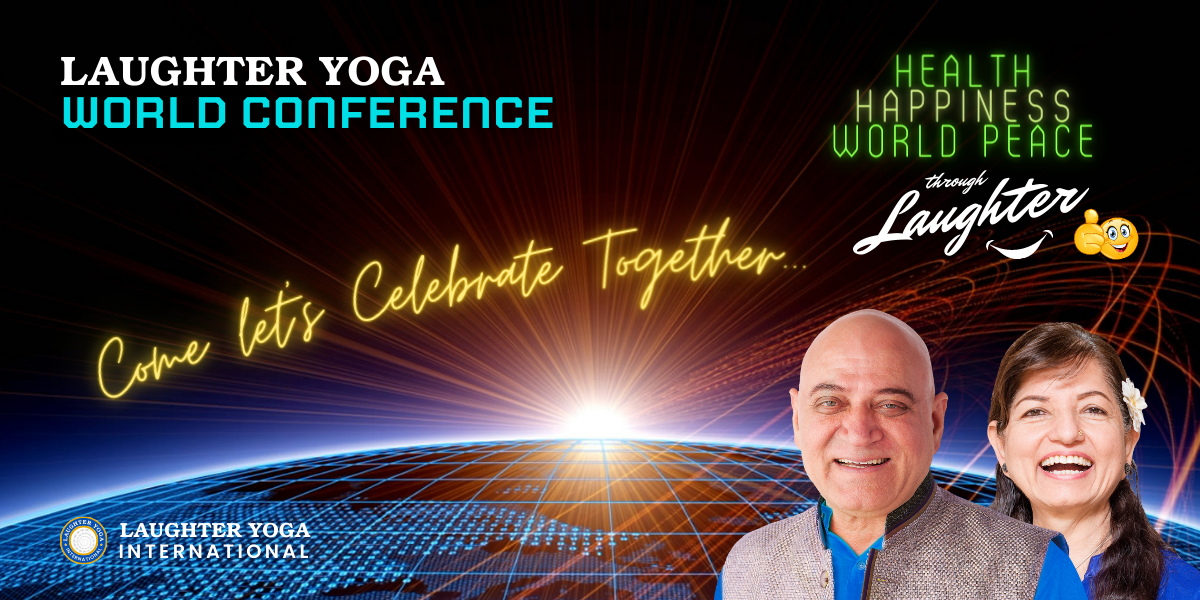 LAUGHTER YOGA
WORLD CONFERENCE
HEALTH
HAPPINESS
WORLD PEACE
through
Laughter
Come let's Celebrate Together...
LAUGHTER YOGA
INTERNATIONAL
LAUGHTER YOGA
INTERNATIONAL